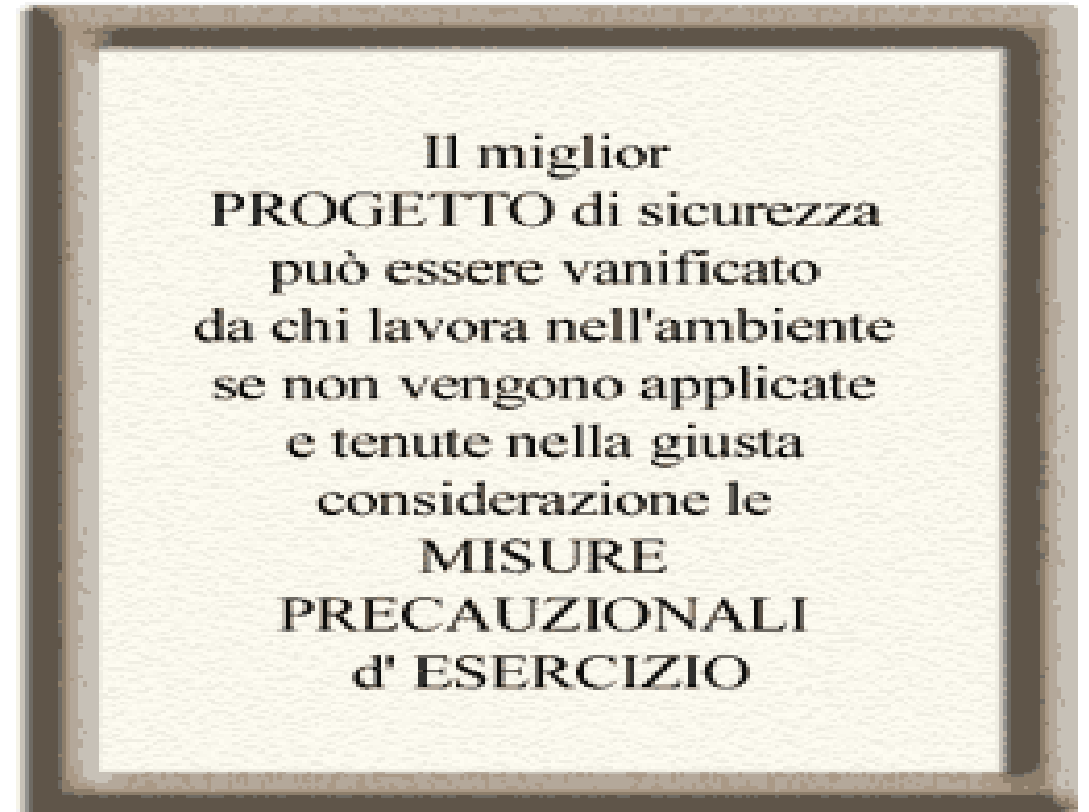 Il miglior
PROGETTO di sicurezza
può essere vanificato
da chi lavora nell'ambiente
se non vengono applicate
e tenute nella giusta
considerazione le
MISURE
PRECAUZIONALI
d' ESERCIZIO